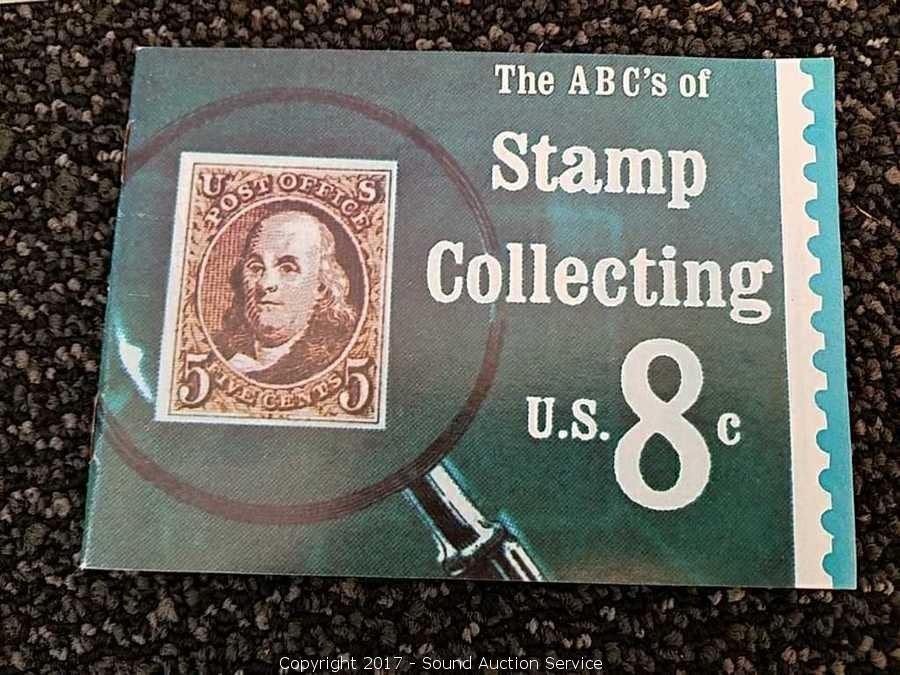 The ABC's of
Stamp
Collecting
U.S. 8c
U S
POST OFFICE
5 FIVE CENTS 5
Copyright 2017 - Sound Auction Service